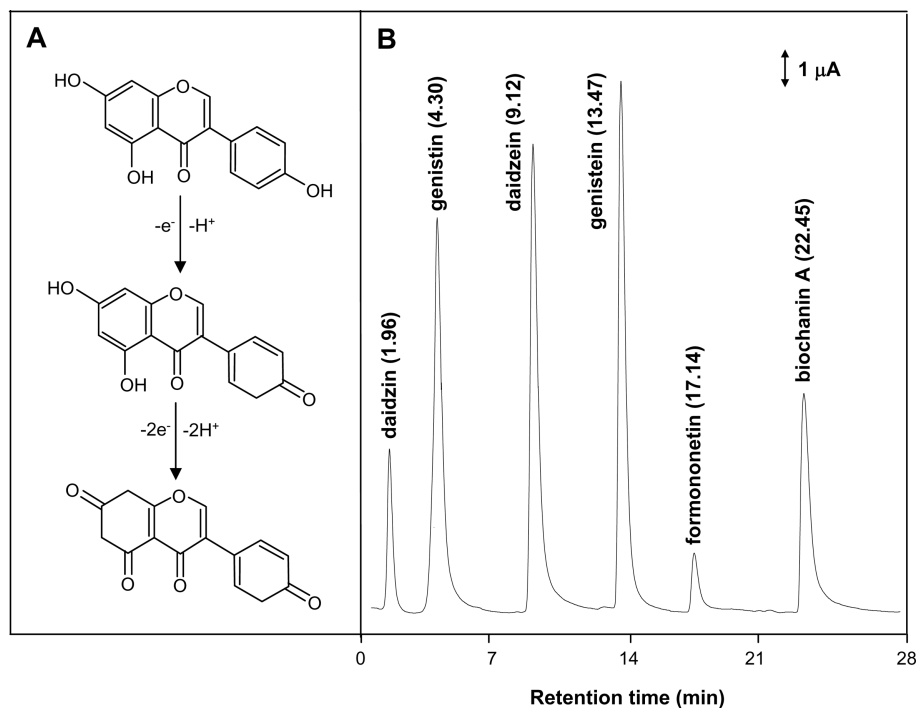 A
HO
O
OH
O
OH
-e⁻ -H⁺
HO
O
OH
O
O
-2e⁻ -2H⁺
O
O
O
O
O
B
1 μA
daidzin (1.96)
genistin (4.30)
daidzein (9.12)
genistein (13.47)
formononetin (17.14)
biochanin A (22.45)
0 7 14 21 28
Retention time (min)